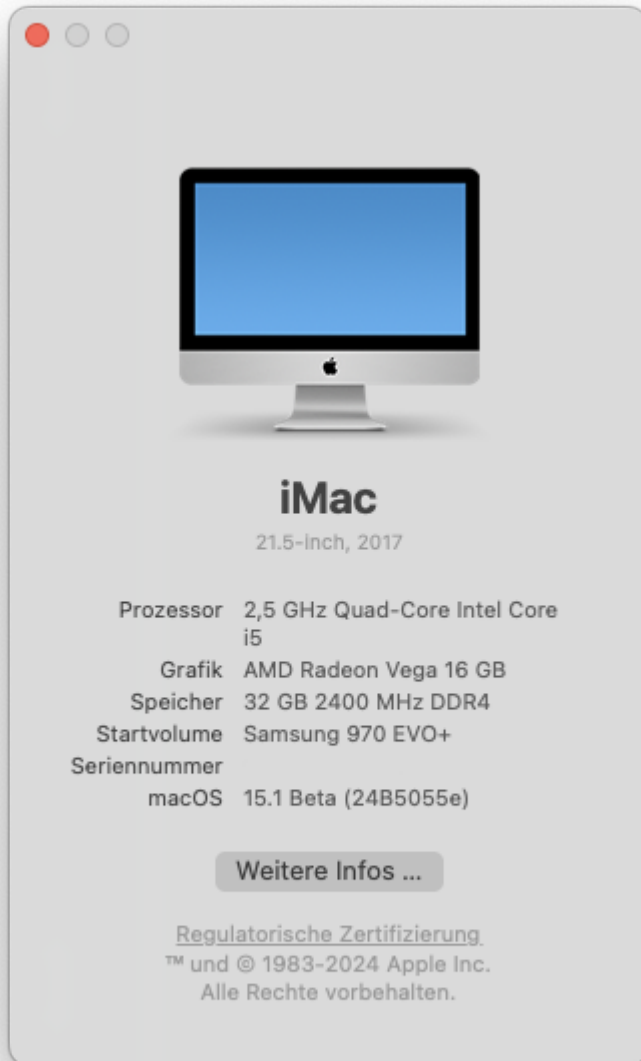 iMac
21.5-inch, 2017
Prozessor 2,5 GHz Quad-Core Intel Core
i5
Grafik AMD Radeon Vega 16 GB
Speicher 32 GB 2400 MHz DDR4
Startvolume Samsung 970 EVO+
Seriennummer
macOS 15.1 Beta (24B5055e)
Weitere Infos ...
Regulatorische Zertifizierung
™ und © 1983-2024 Apple Inc.
Alle Rechte vorbehalten.